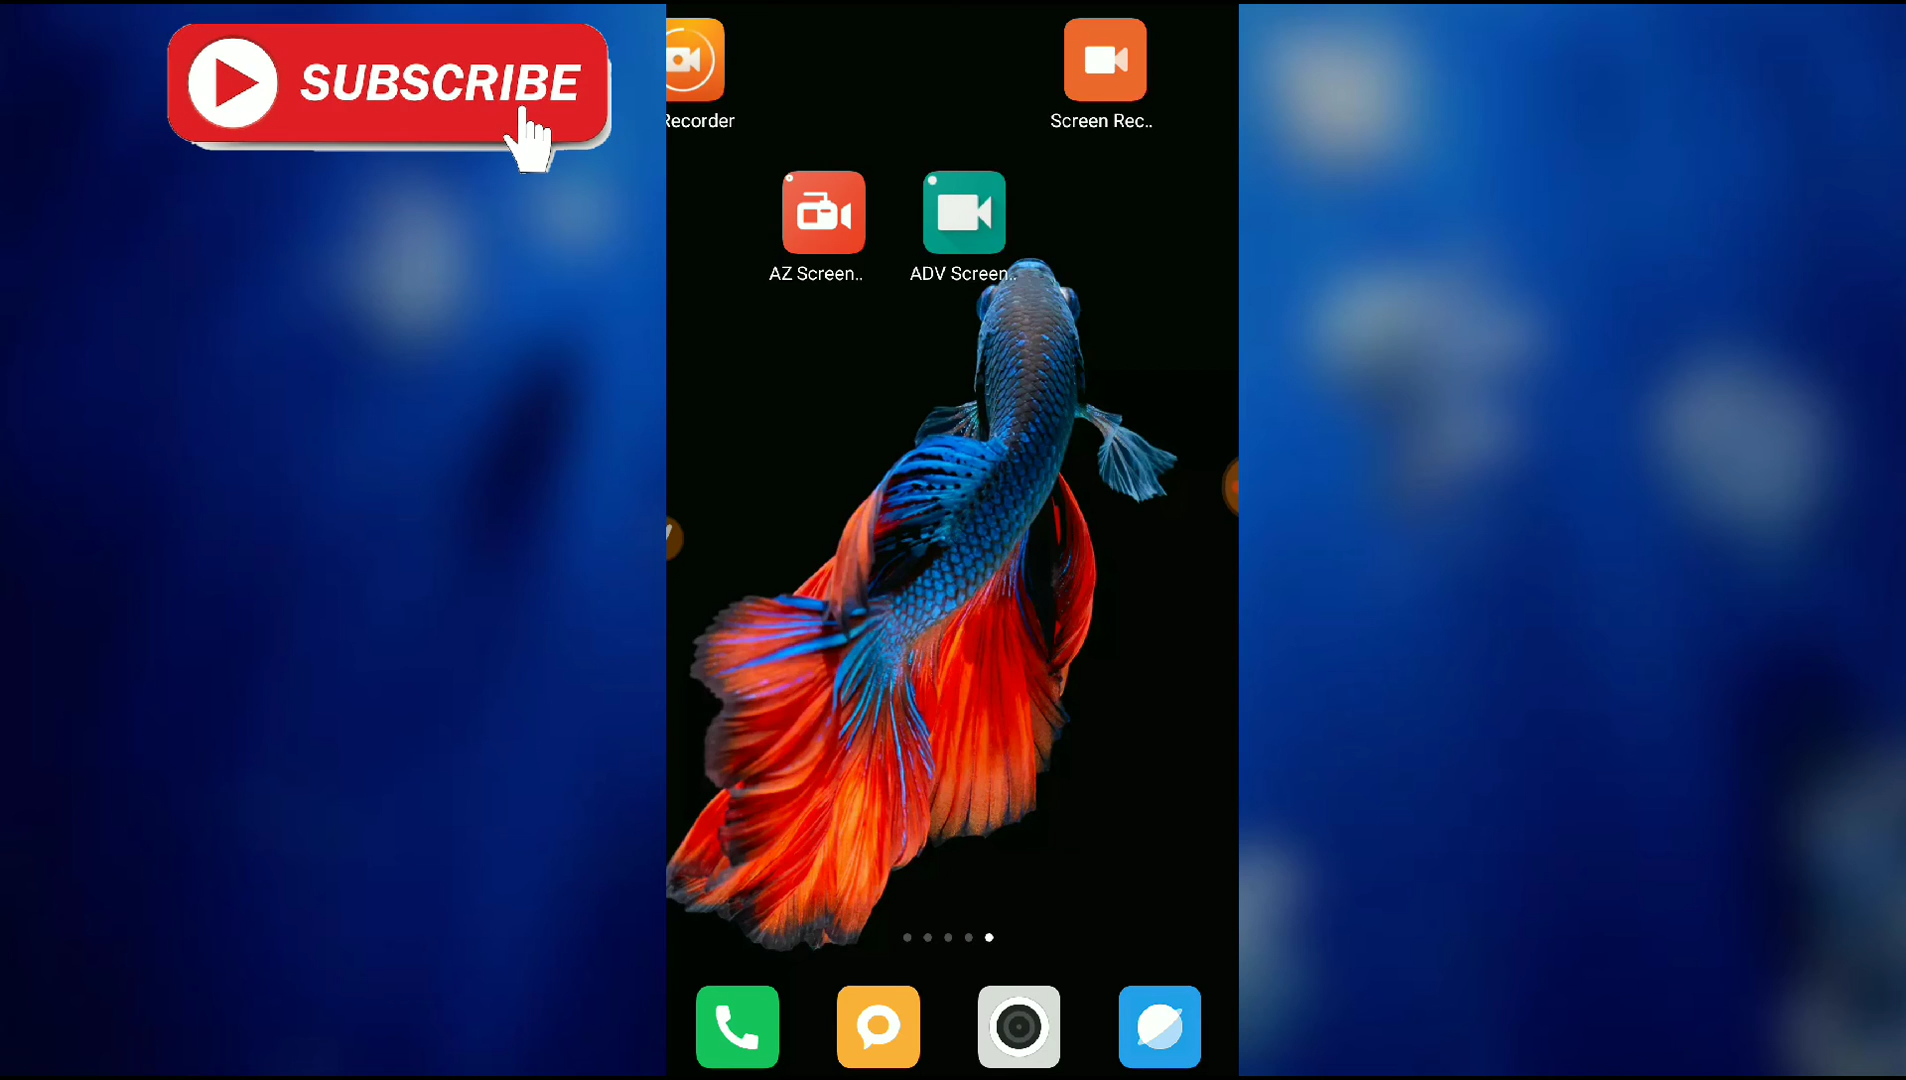 SUBSCRIBE
Recorder
Screen Rec..
AZ Screen..
ADV Screen..